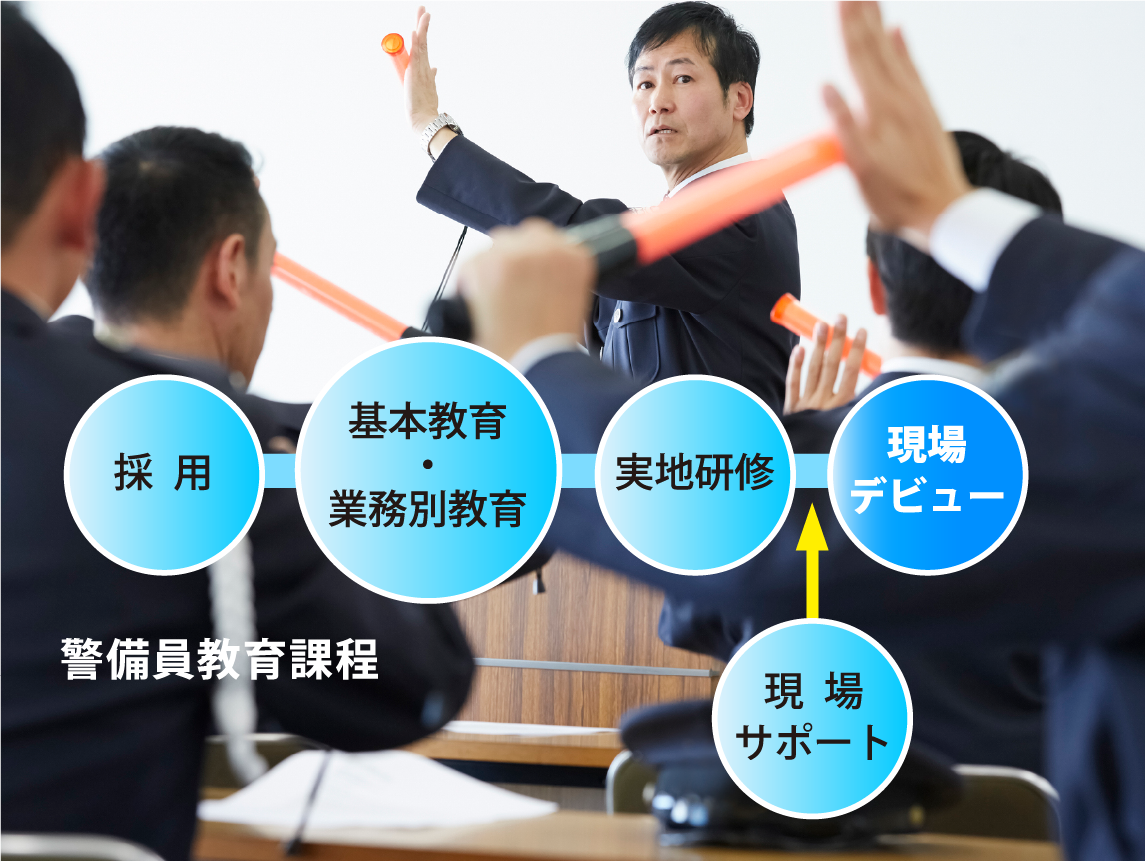 採 用
基本教育
・
業務別教育
実地研修
現場
デビュー
警備員教育課程
現 場
サポート